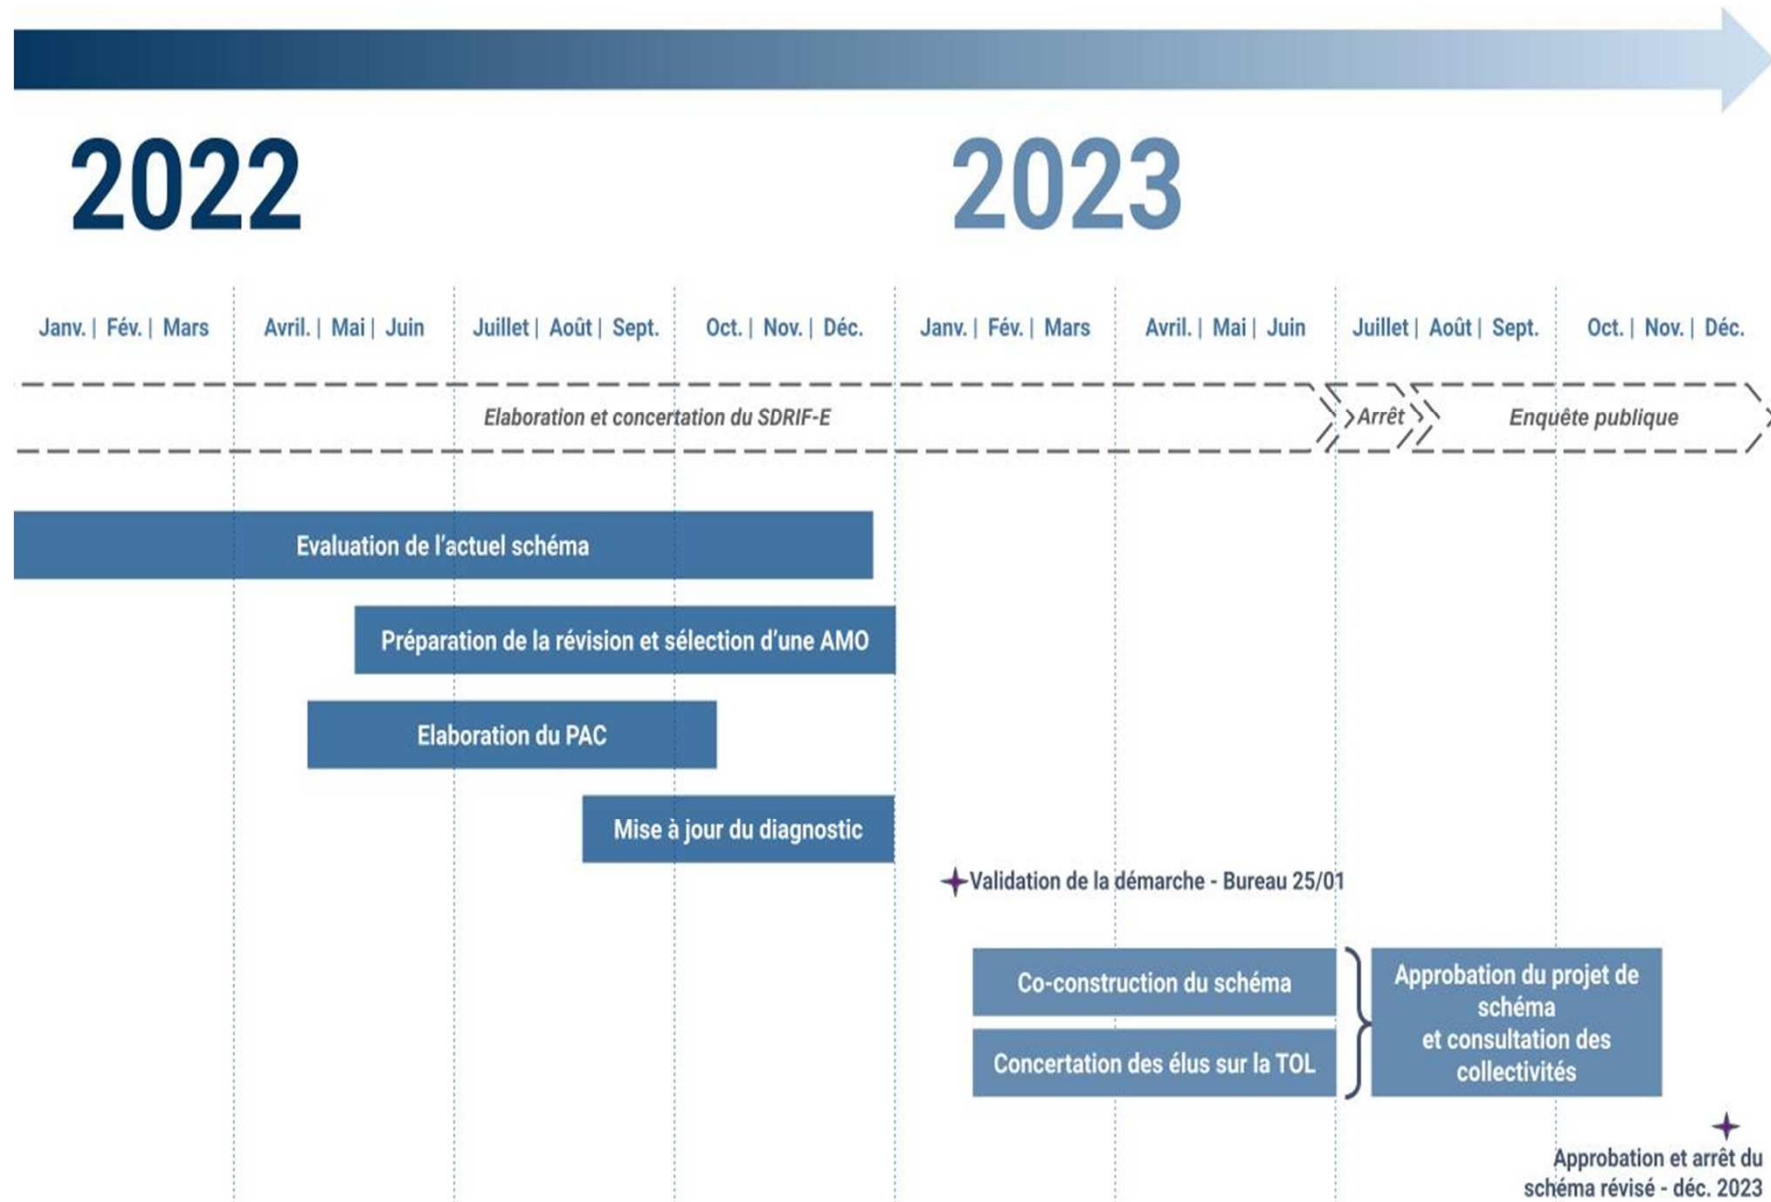 2022
2023
Janv. | Fév. | Mars
Avril. | Mai | Juin
Juillet | Août | Sept.
Oct. | Nov. | Déc.
Janv. | Fév. | Mars
Avril. | Mai | Juin
Juillet | Août | Sept.
Oct. | Nov. | Déc.
Elaboration et concertation du SDRIF-E
Arrêt
Enquête publique
Evaluation de l'actuel schéma
Préparation de la révision et sélection d'une AMO
Elaboration du PAC
Mise à jour du diagnostic
Validation de la démarche - Bureau 25/01
Co-construction du schéma
Concertation des élus sur la TOL
Approbation du projet de
schéma
et consultation des
collectivités
Approbation et arrêt du
schéma révisé - déc. 2023